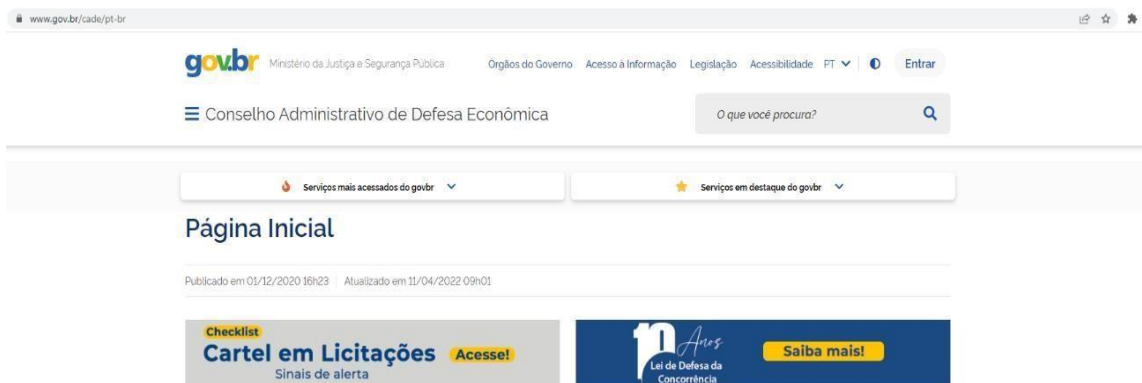 www.gov.br/cade/pt-br
gov.br Ministério da Justiça e Segurança Pública Órgãos do Governo Acesso à Informação Legislação Acessibilidade PT Entrar
Conselho Administrativo de Defesa Econômica O que você procura?
Serviços mais acessados do govbr Serviços em destaque do govbr
Página Inicial
Publicado em 01/12/2020 16h23 Atualizado em 11/04/2022 09h01
Checklist
Cartel em Licitações Acesse!
Sinais de alerta
10 Anos
Lei de Defesa da
Concorrência
Saiba mais!